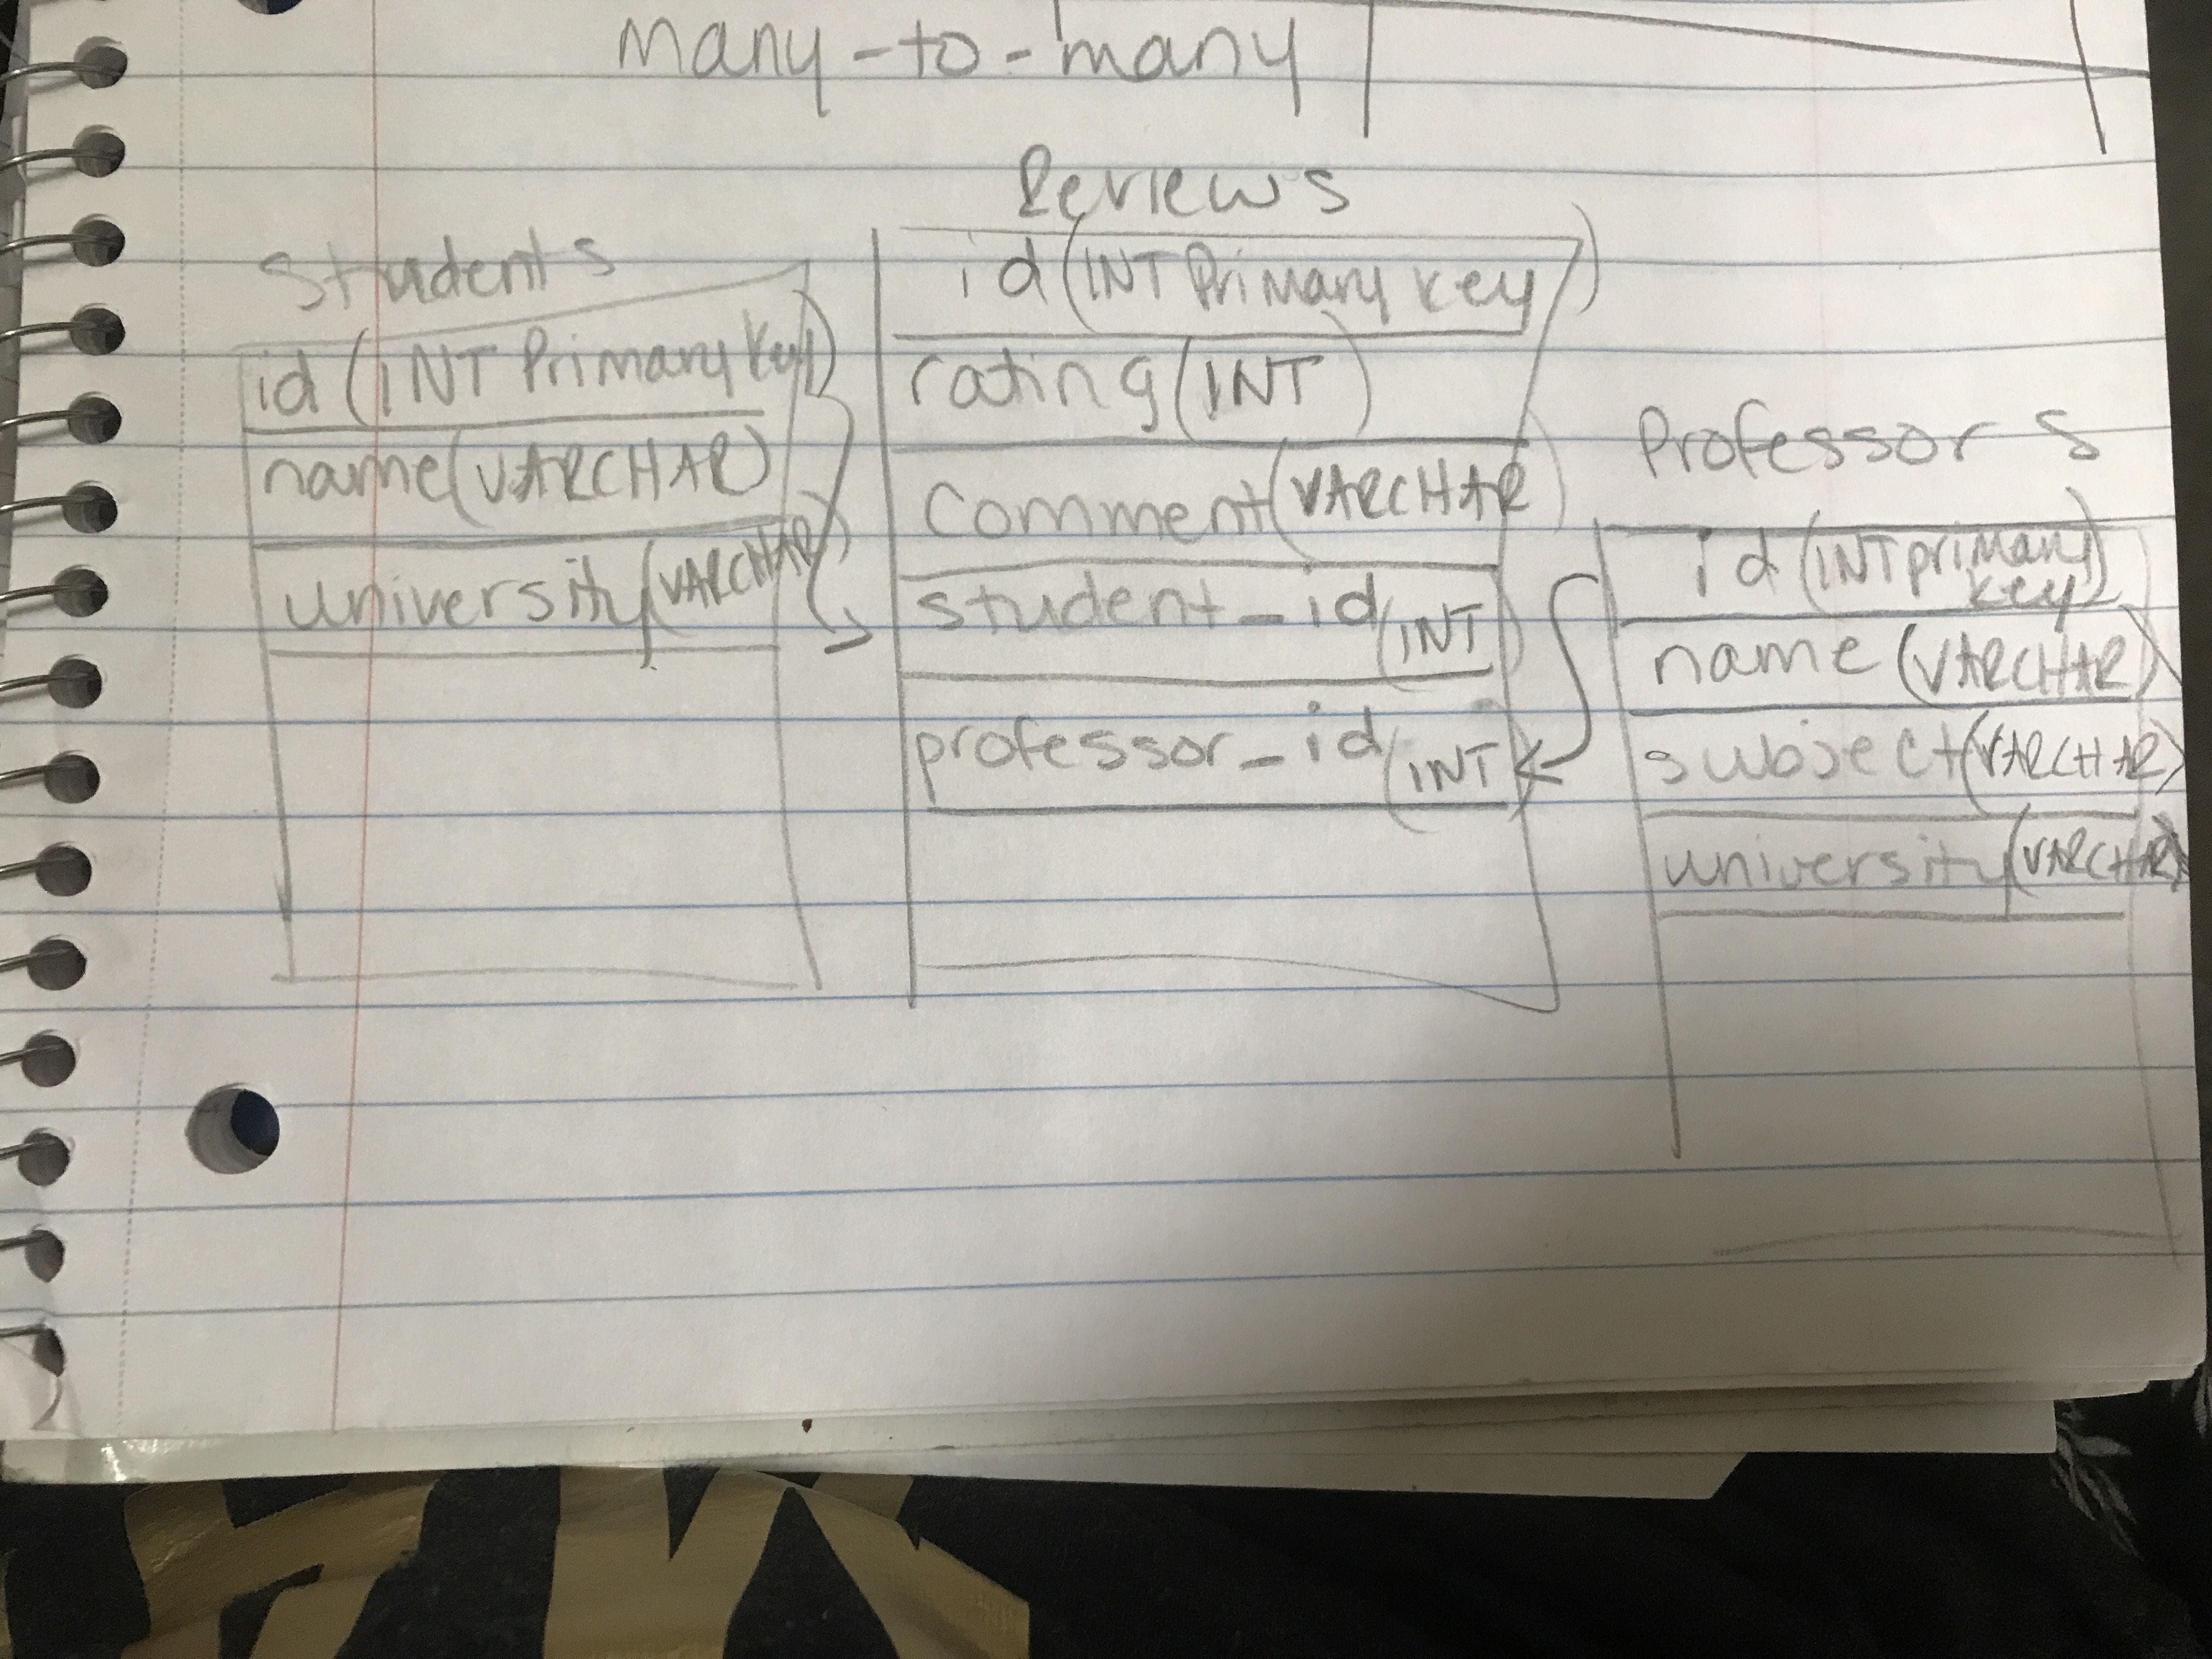 many-to-many
Students
id (INT Primary Key)
name (VARCHAR)
university (VARCHAR)
Reviews
id (INT Primary Key)
rating (INT)
comment (VARCHAR)
student_id (INT)
professor_id (INT)
Professors
id (INT primary
key)
name (VARCHAR)
subject (VARCHAR)
university (VARCHAR)